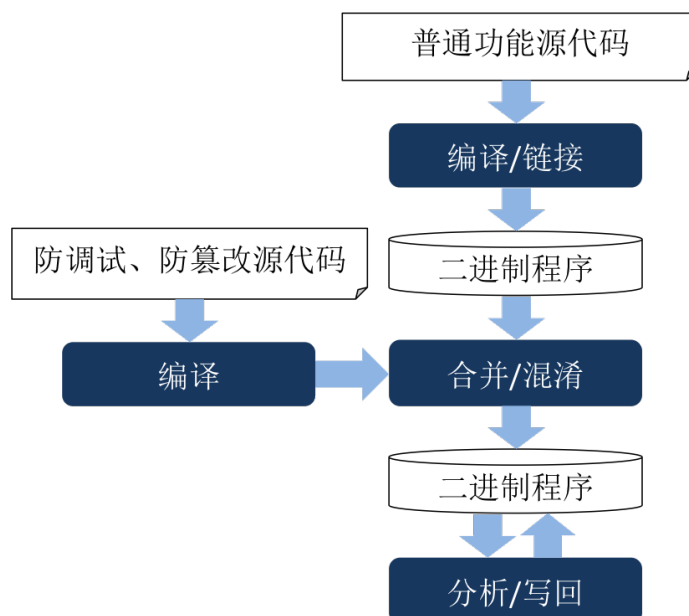 普通功能源代码
编译/链接
防调试、防篡改源代码
二进制程序
编译
合并/混淆
二进制程序
分析/写回